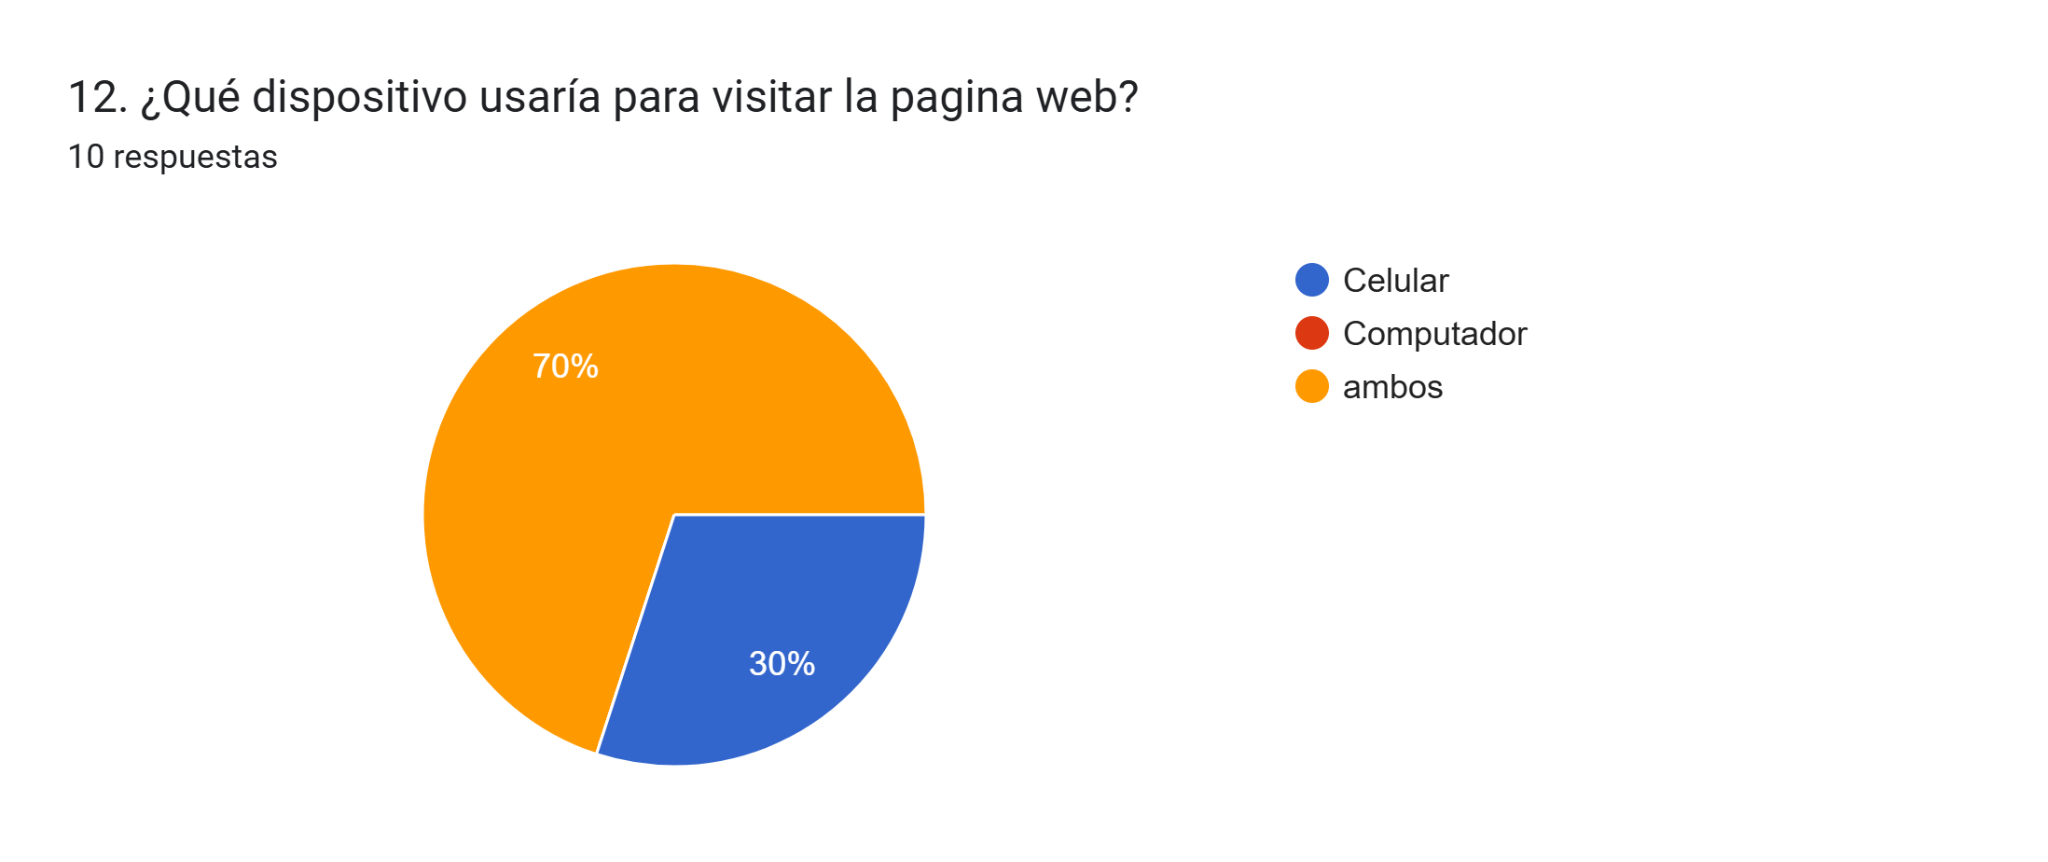 12. ¿Qué dispositivo usaría para visitar la pagina web?
10 respuestas
Celular
Computador
ambos
70%
30%